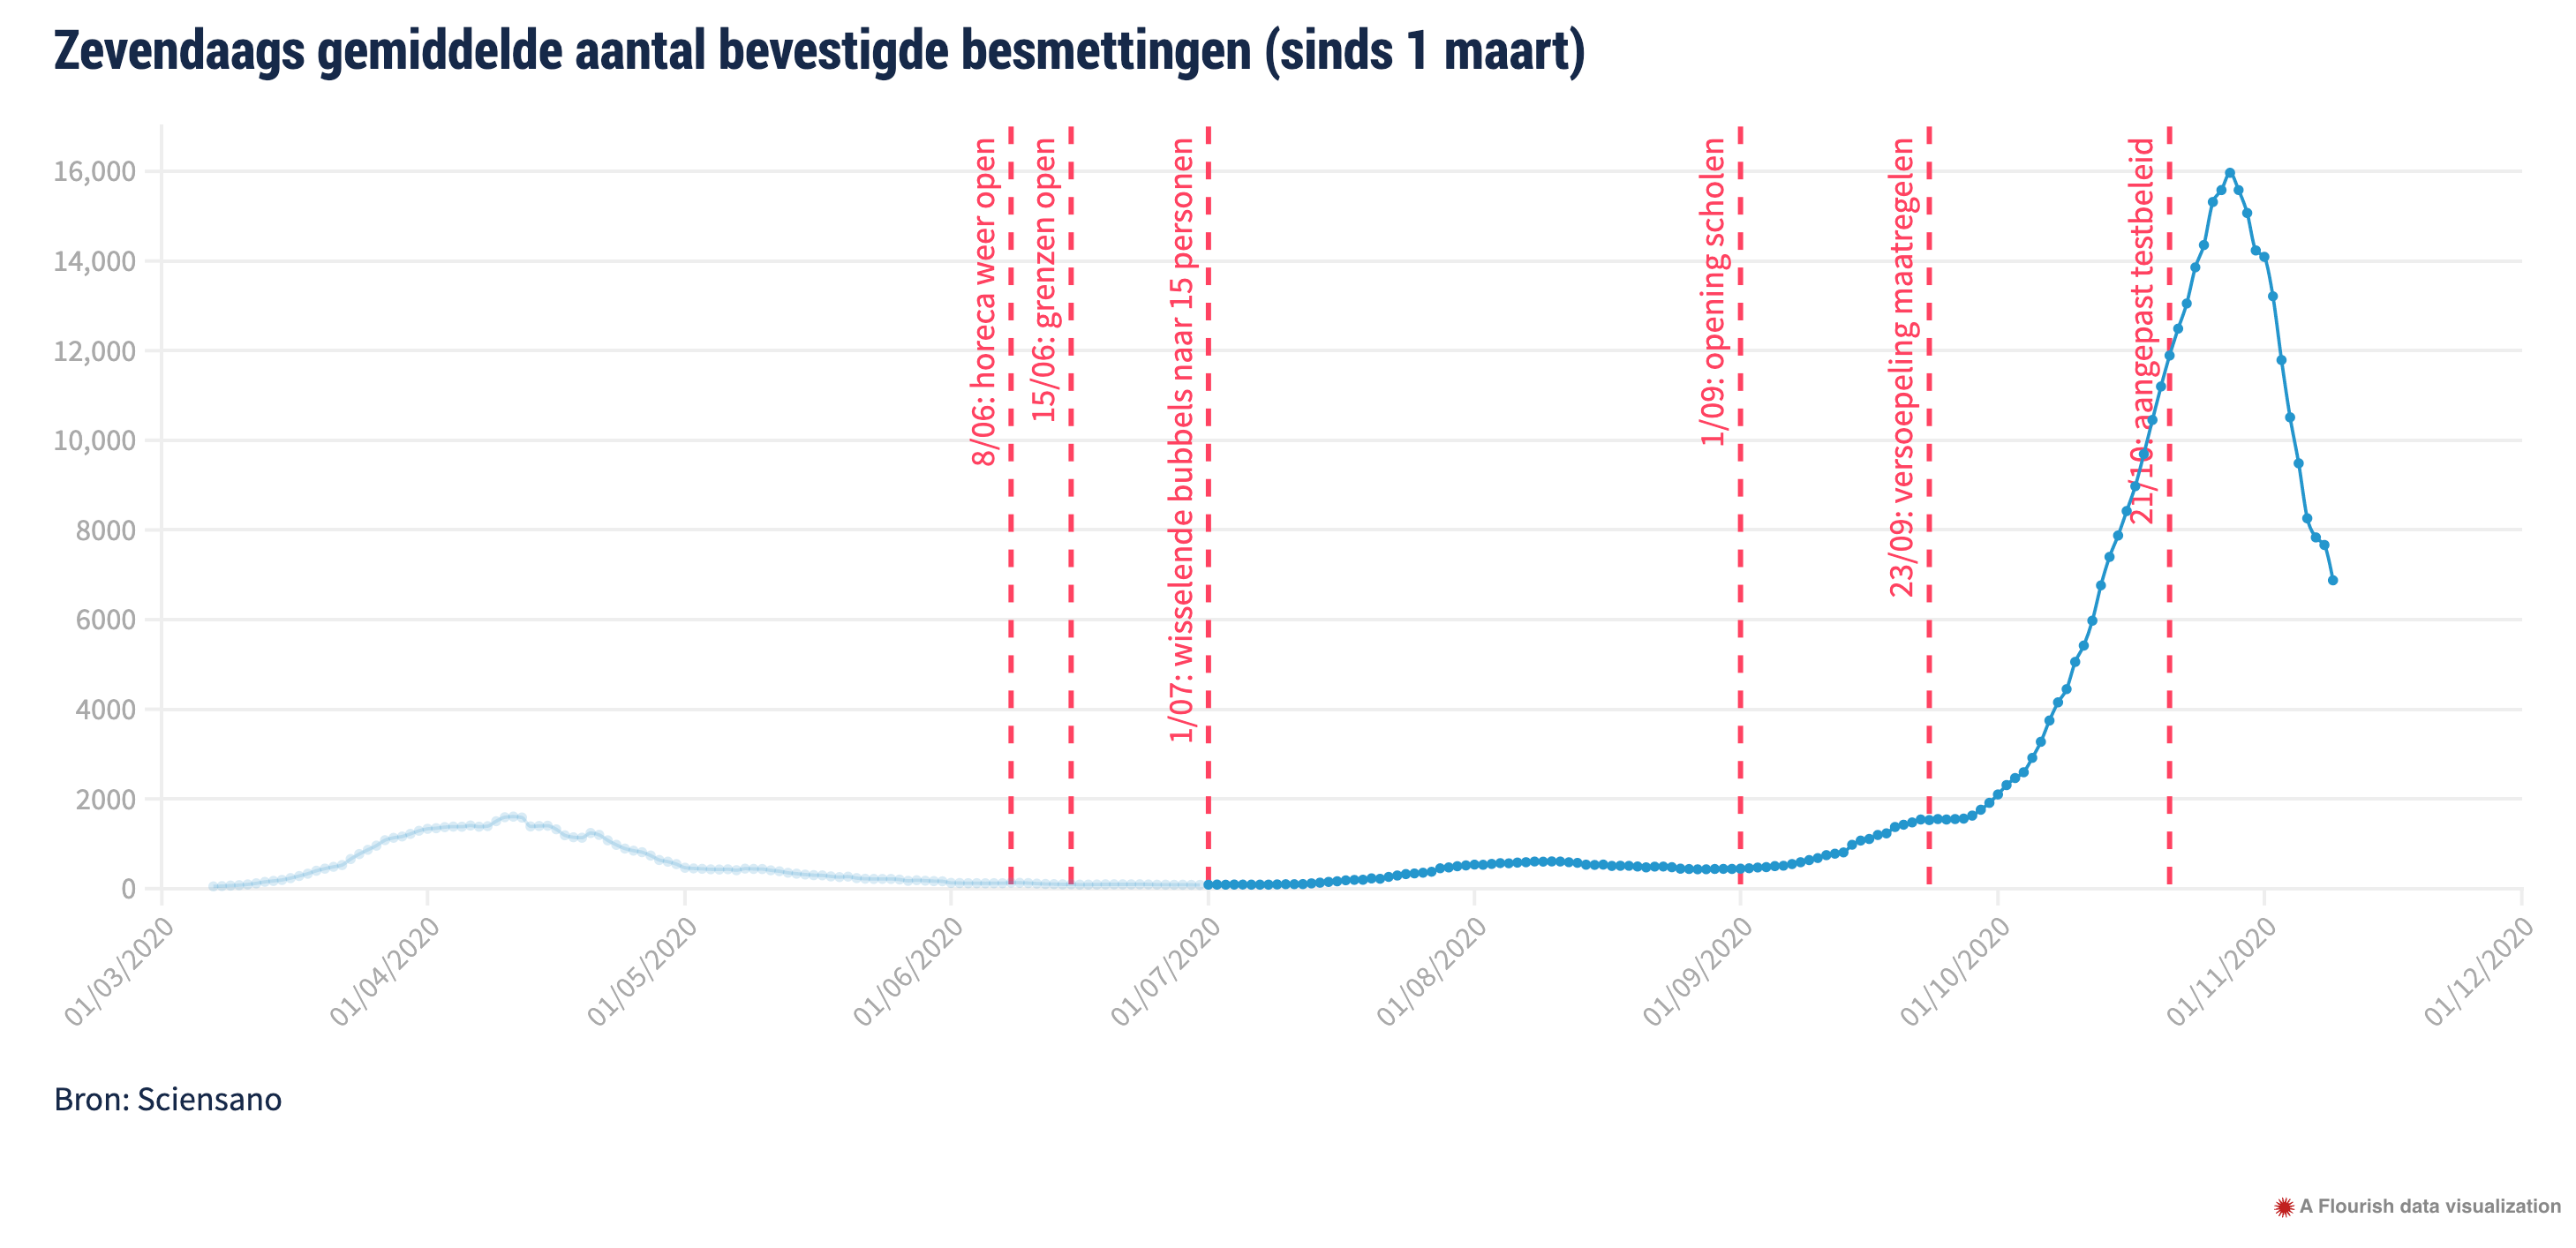 Zevendaags gemiddelde aantal bevestigde besmettingen (sinds 1 maart)
16,000
14,000
12,000
10,000
8000
6000
4000
2000
0
8/06: horeca weer open
15/06: grenzen open
1/07: wisselende bubbels naar 15 personen
1/09: opening scholen
23/09: versoepeling maatregelen
21/10: aangepast testbeleid
01/03/2020
01/04/2020
01/05/2020
01/06/2020
01/07/2020
01/08/2020
01/09/2020
01/10/2020
01/11/2020
01/12/2020
Bron: Sciensano
A Flourish data visualization